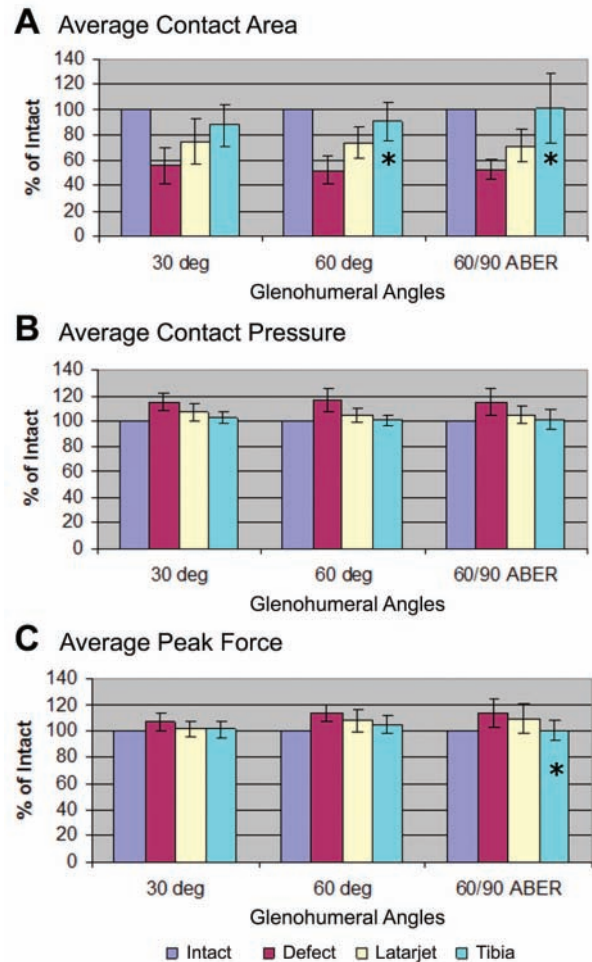 A Average Contact Area
140
120
100
80
60
40
20
0
% of Intact
*
*
30 deg
60 deg
60/90 ABER
Glenohumeral Angles
B Average Contact Pressure
140
120
100
80
60
40
20
0
% of Intact
30 deg
60 deg
60/90 ABER
Glenohumeral Angles
C Average Peak Force
140
120
100
80
60
40
20
0
% of Intact
*
30 deg
60 deg
60/90 ABER
Glenohumeral Angles
Intact Defect Latarjet Tibia